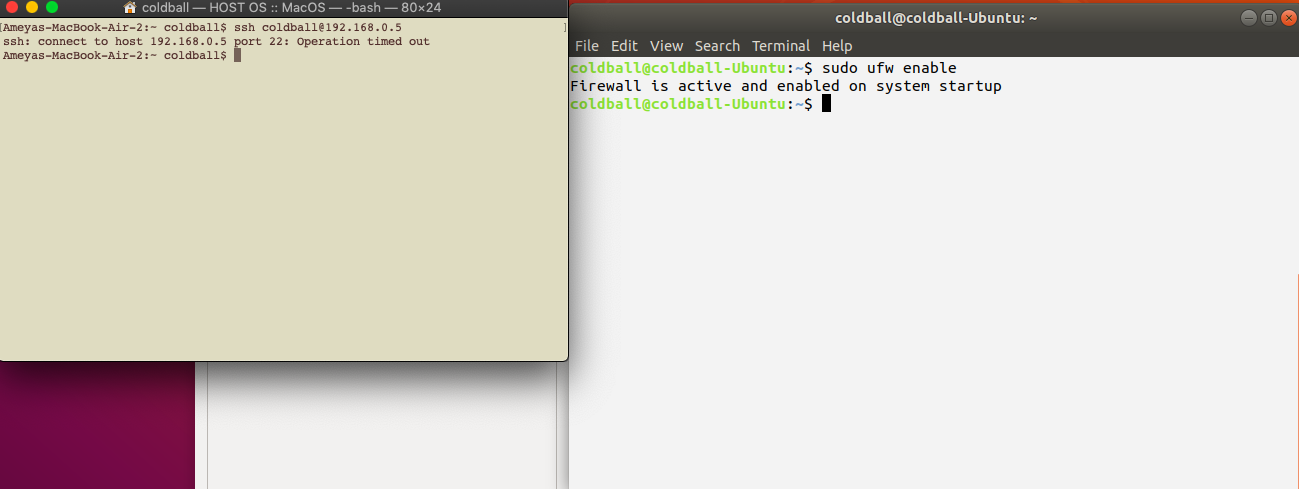 coldball — HOST OS :: MacOS — -bash — 80×24
[Ameyas-MacBook-Air-2:~ coldball$ ssh coldball@192.168.0.5 ]
ssh: connect to host 192.168.0.5 port 22: Operation timed out
Ameyas-MacBook-Air-2:~ coldball$
coldball@coldball-Ubuntu: ~
File Edit View Search Terminal Help
coldball@coldball-Ubuntu:~$ sudo ufw enable
Firewall is active and enabled on system startup
coldball@coldball-Ubuntu:~$